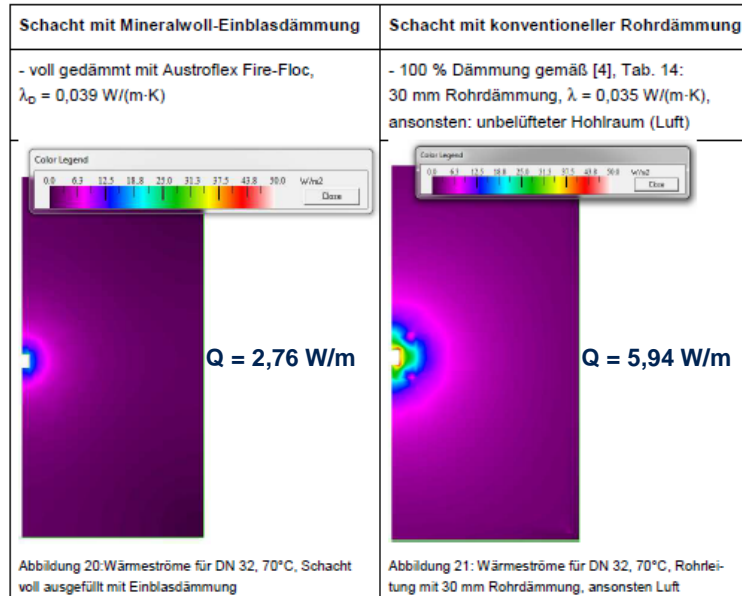 Schacht mit Mineralwoll-Einblasdämmung
- voll gedämmt mit Austroflex Fire-Floc,
λD = 0,039 W/(m·K)
Color Legend
0.0 6.3 12.5 18.8 25.0 31.3 37.5 43.8 50.0 W/m2
Close
Q = 2,76 W/m
Abbildung 20:Wärmeströme für DN 32, 70°C, Schacht
voll ausgefüllt mit Einblasdämmung
Schacht mit konventioneller Rohrdämmung
- 100 % Dämmung gemäß [4], Tab. 14:
30 mm Rohrdämmung, λ = 0,035 W/(m·K),
ansonsten: unbelüfteter Hohlraum (Luft)
Color Legend
0.0 6.3 12.5 18.8 25.0 31.3 37.5 43.8 50.0 W/m2
Close
Q = 5,94 W/m
Abbildung 21: Wärmeströme für DN 32, 70°C, Rohrlei-
tung mit 30 mm Rohrdämmung, ansonsten Luft